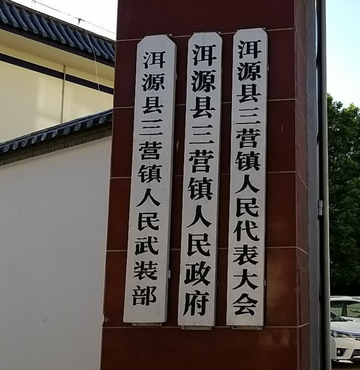 洱源县三营镇人民武装部
洱源县三营镇人民政府
洱源县三营镇人民代表大会